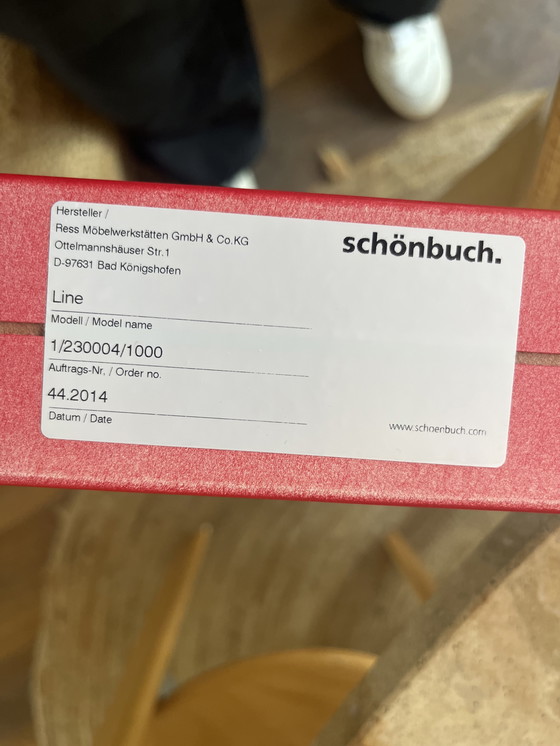 Hersteller /
Ress Möbelwerkstätten GmbH & Co.KG
Ottelmannshäuser Str.1
D-97631 Bad Königshofen
schönbuch.
Line
Modell / Model name
1/230004/1000
Auftrags-Nr. / Order no.
44.2014
Datum / Date
www.schoenbuch.com